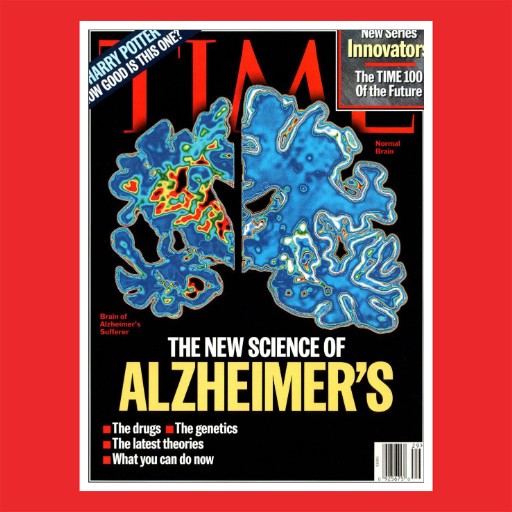 HARRY POTTER
HOW GOOD IS THIS ONE?
TIME
New Series
Innovators
The TIME 100
Of the Future
Normal
Brain
Brain of
Alzheimer's
Sufferer
THE NEW SCIENCE OF
ALZHEIMER'S
The drugs The genetics
The latest theories
What you can do now